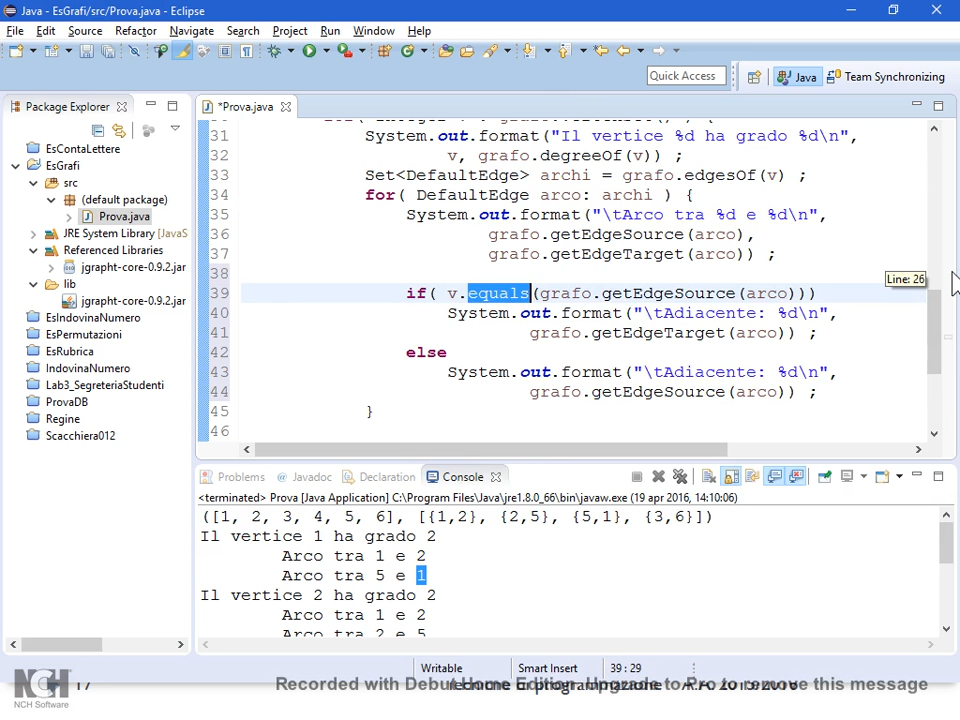 Java - EsGrafi/src/Prova.java - Eclipse
File Edit Source Refactor Navigate Search Project Run Window Help
Quick Access Java Team Synchronizing
Package Explorer
EsContaLettere
EsGrafi
src
(default package)
Prova.java
JRE System Library [JavaS
Referenced Libraries
jgrapht-core-0.9.2.jar
lib
jgrapht-core-0.9.2.jar
EsIndovinaNumero
EsPermutazioni
EsRubrica
IndovinaNumero
Lab3_SegreteriaStudenti
ProvaDB
Regine
Scacchiera012
*Prova.java
31 System.out.format("Il vertice %d ha grado %d\n",
32 v, grafo.degreeOf(v)) ;
33 Set<DefaultEdge> archi = grafo.edgesOf(v) ;
34 for( DefaultEdge arco: archi ) {
35 System.out.format("\tArco tra %d e %d\n",
36 grafo.getEdgeSource(arco),
37 grafo.getEdgeTarget(arco)) ;
38
39 if( v.equals(grafo.getEdgeSource(arco)))
40 System.out.format("\tAdiacente: %d\n",
41 grafo.getEdgeTarget(arco)) ;
42 else
43 System.out.format("\tAdiacente: %d\n",
44 grafo.getEdgeSource(arco)) ;
45 }
46
Line: 26
Problems @ Javadoc Declaration Console
<terminated> Prova [Java Application] C:\Program Files\Java\jre1.8.0_66\bin\javaw.exe (19 apr 2016, 14:10:06)
([1, 2, 3, 4, 5, 6], [{1,2}, {2,5}, {5,1}, {3,6}])
Il vertice 1 ha grado 2
Arco tra 1 e 2
Arco tra 5 e 1
Il vertice 2 ha grado 2
Arco tra 1 e 2
Arco tra 2 e 5
Writable Smart Insert 39 : 29
NCH
NCH Software
17
Recorded with Debut Home Edition. Upgrade to Pro to remove this message